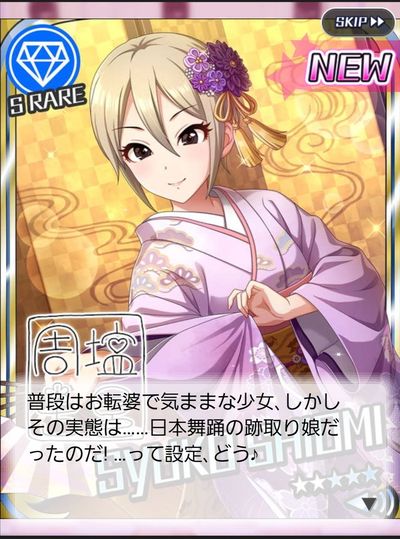 SKIP
NEW
S RARE
周塩
普段はお転婆で気ままな少女、しかし
その実態は……日本舞踊の跡取り娘だ
ったのだ! …って設定、どう♪
Syuko SHIOMI